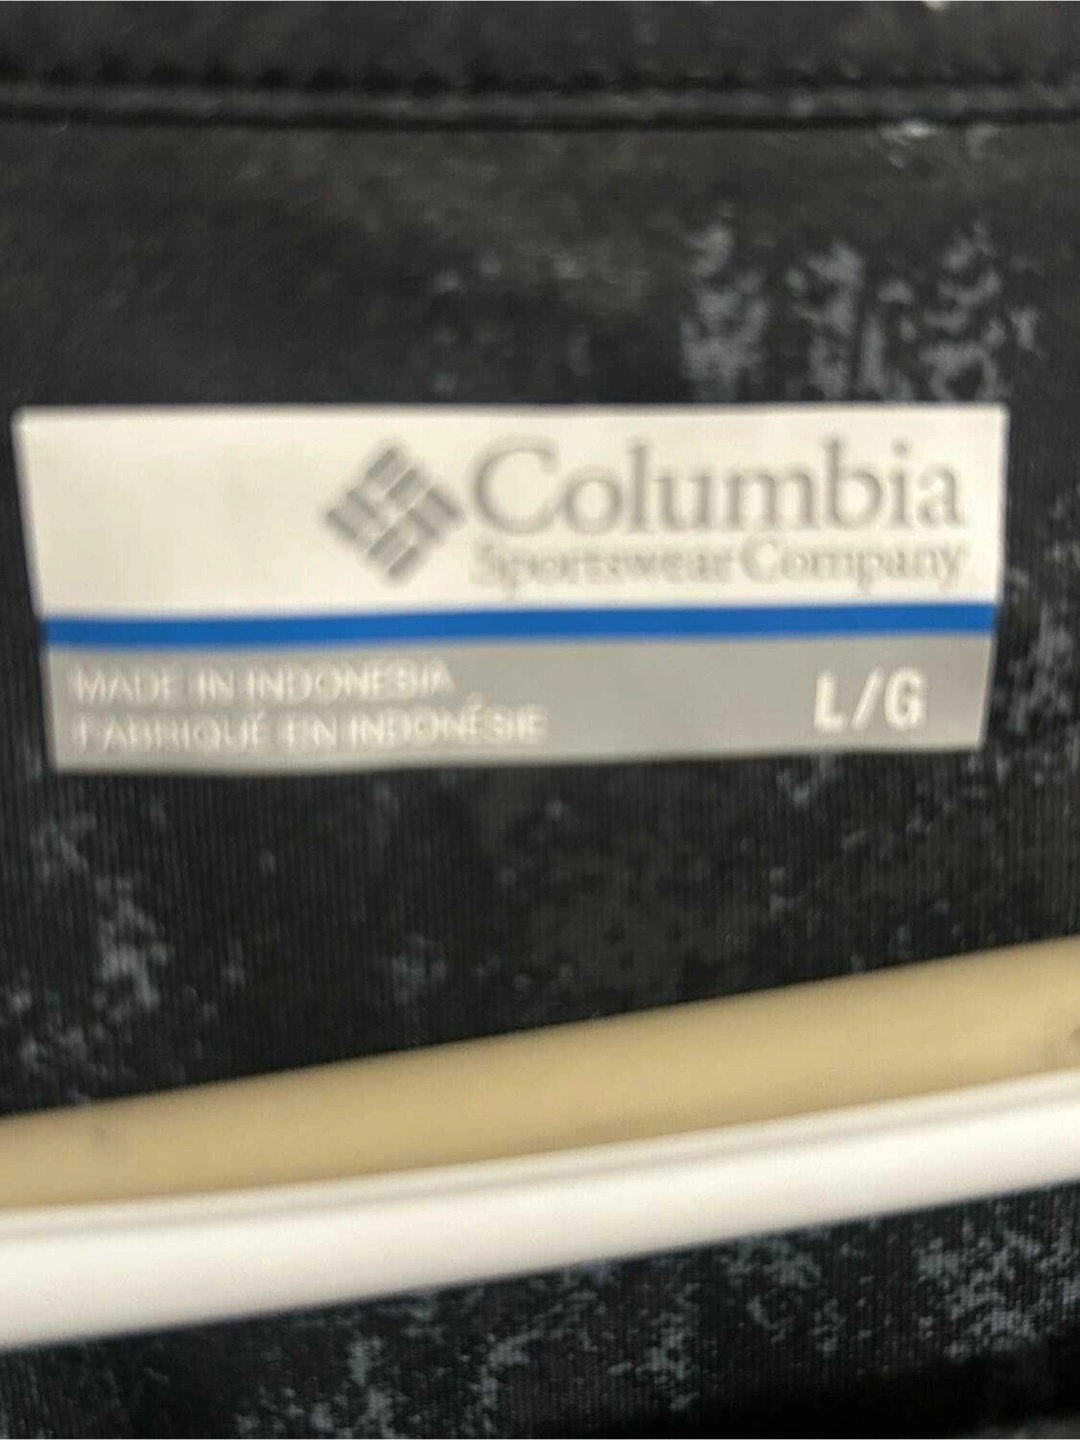 Columbia
Sportswear Company
MADE IN INDONESIA
FABRIQUÉ EN INDONÉSIE
L/G